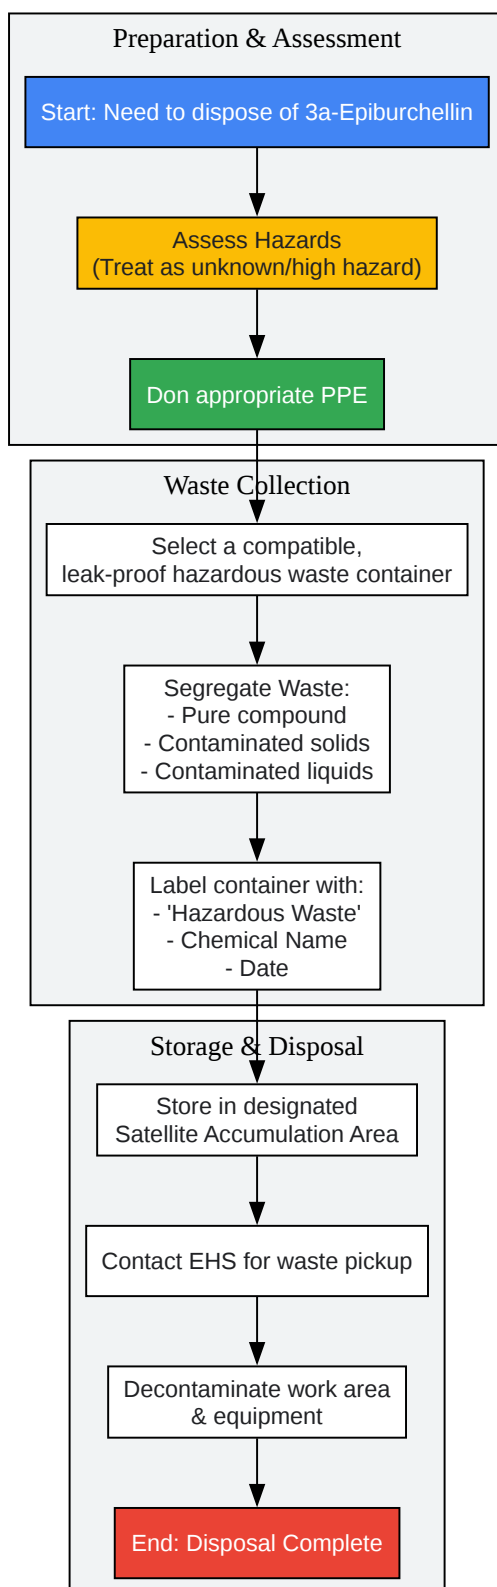 Preparation & Assessment
Start: Need to dispose of 3a-Epiburchellin
Assess Hazards
(Treat as unknown/high hazard)
Don appropriate PPE
Waste Collection
Select a compatible,
leak-proof hazardous waste container
Segregate Waste:
- Pure compound
- Contaminated solids
- Contaminated liquids
Label container with:
- 'Hazardous Waste'
- Chemical Name
- Date
Storage & Disposal
Store in designated
Satellite Accumulation Area
Contact EHS for waste pickup
Decontaminate work area
& equipment
End: Disposal Complete